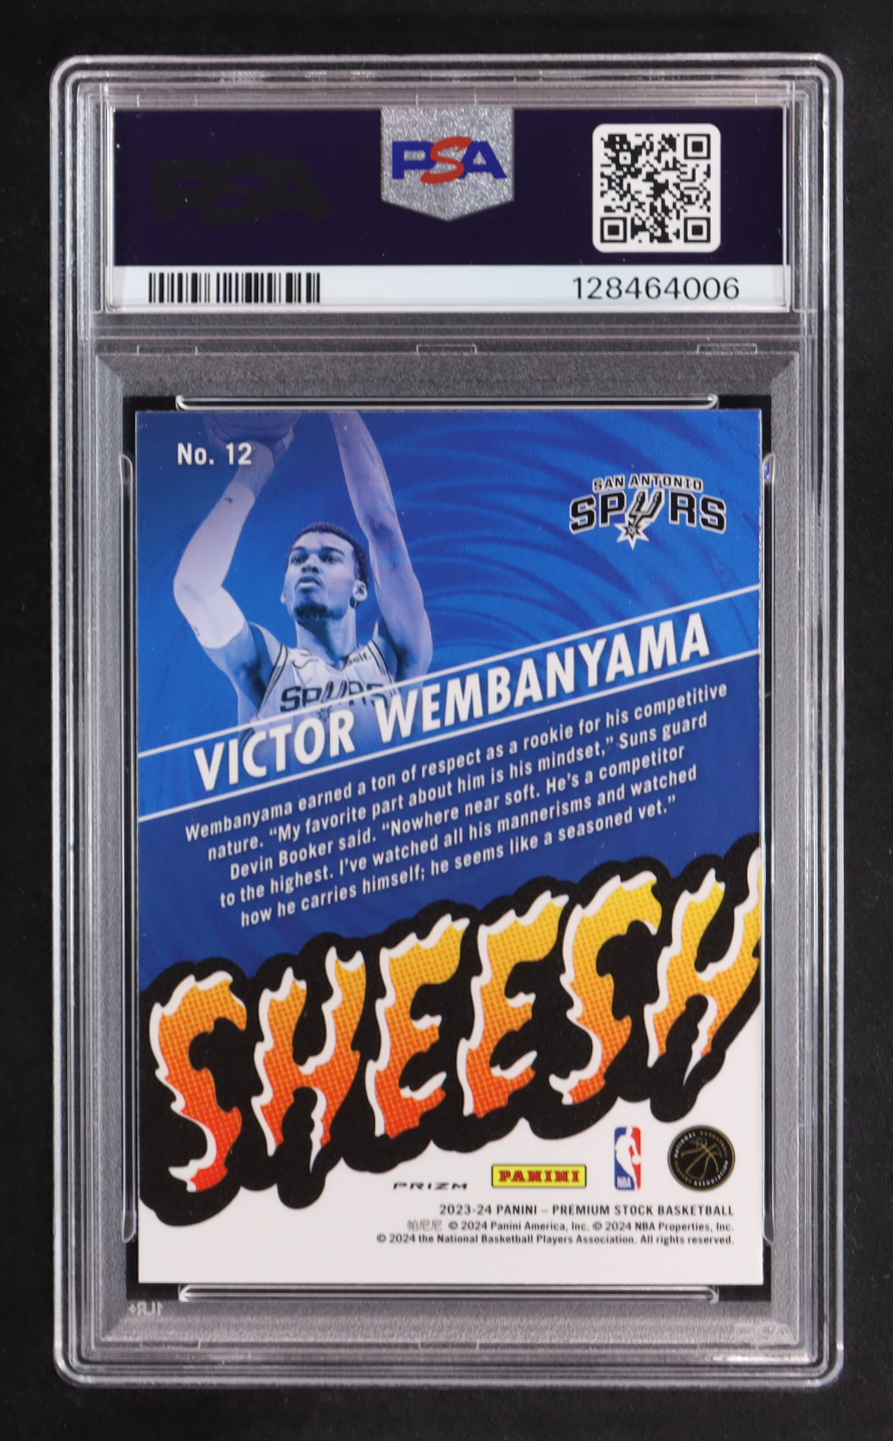 PSA
PSA
128464006
No. 12
SAN ANTONIO
SPURS
SPURS
VICTOR WEMBANYAMA
Wembanyama earned a ton of respect as a rookie for his competitive
nature. “My favorite part about him is his mindset,” Suns guard
Devin Booker said. “Nowhere near soft. He’s a competitor
to the highest. I’ve watched all his mannerisms and watched
how he carries himself; he seems like a seasoned vet.”
SHEESH
PRIZM
PANINI
NBA
2023-24 PANINI – PREMIUM STOCK BASKETBALL
帕尼尼 © 2024 Panini America, Inc. © 2024 NBA Properties, Inc.
© 2024 the National Basketball Players Association. All rights reserved.